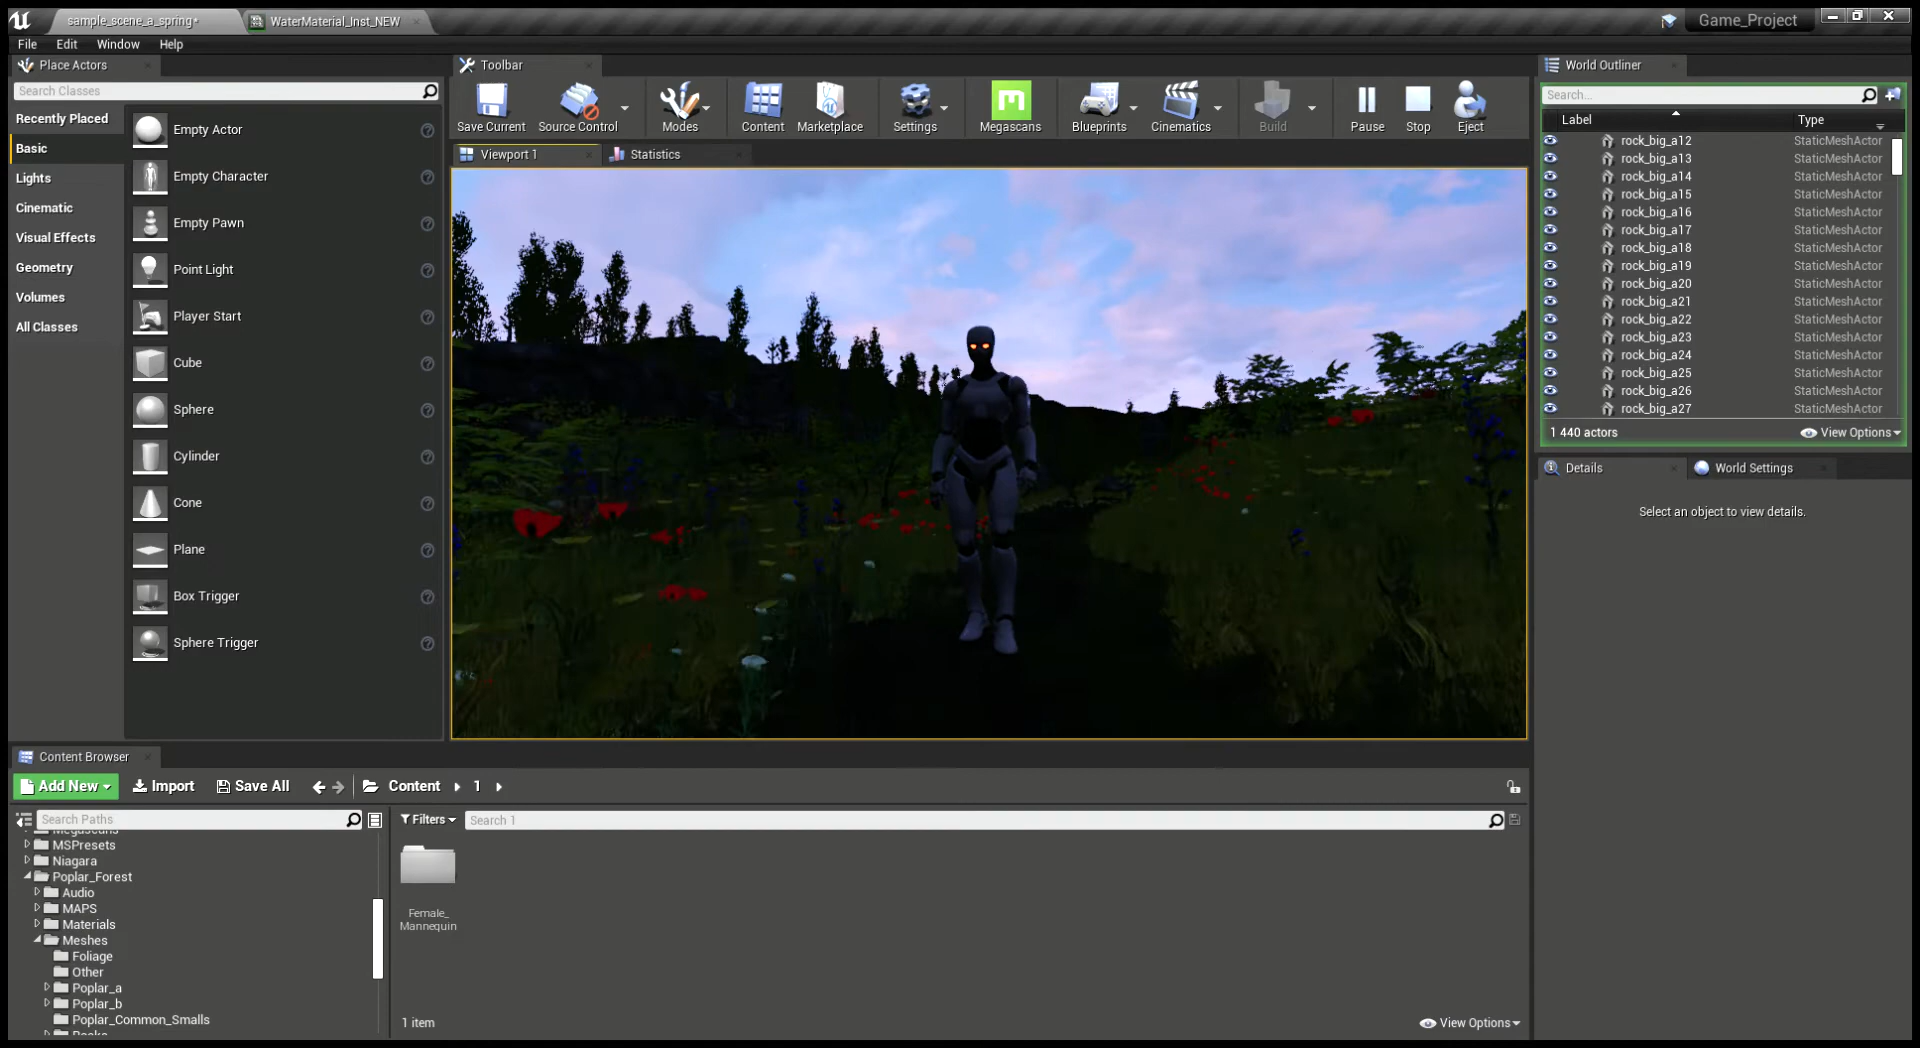 sample_scene_a_spring*
WaterMaterial_Inst_NEW
Game_Project
File Edit Window Help
Place Actors
Search Classes
Recently Placed
Basic
Lights
Cinematic
Visual Effects
Geometry
Volumes
All Classes
Empty Actor
Empty Character
Empty Pawn
Point Light
Player Start
Cube
Sphere
Cylinder
Cone
Plane
Box Trigger
Sphere Trigger
Toolbar
Save Current Source Control Modes Content Marketplace Settings Megascans Blueprints Cinematics Build Pause Stop Eject
Viewport 1 Statistics
World Outliner
Search...
Label Type
rock_big_a12 StaticMeshActor
rock_big_a13 StaticMeshActor
rock_big_a14 StaticMeshActor
rock_big_a15 StaticMeshActor
rock_big_a16 StaticMeshActor
rock_big_a17 StaticMeshActor
rock_big_a18 StaticMeshActor
rock_big_a19 StaticMeshActor
rock_big_a20 StaticMeshActor
rock_big_a21 StaticMeshActor
rock_big_a22 StaticMeshActor
rock_big_a23 StaticMeshActor
rock_big_a24 StaticMeshActor
rock_big_a25 StaticMeshActor
rock_big_a26 StaticMeshActor
rock_big_a27 StaticMeshActor
1 440 actors View Options
Details World Settings
Select an object to view details.
Content Browser
Add New Import Save All Content 1
Search Paths
Megascans
MSPresets
Niagara
Poplar_Forest
Audio
MAPS
Materials
Meshes
Foliage
Other
Poplar_a
Poplar_b
Poplar_Common_Smalls
Filters Search 1
Female_
Mannequin
1 item View Options